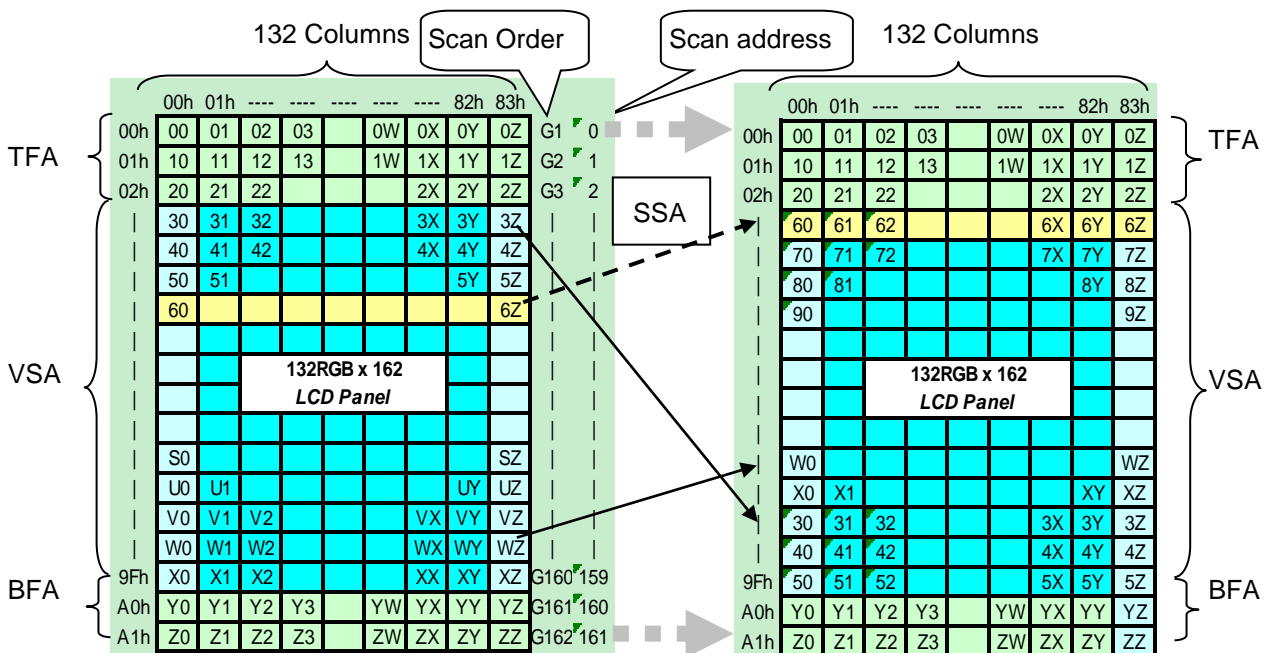 132 Columns Scan Order Scan address 132 Columns
00h 01h ---- ---- ---- ---- ---- 82h 83h
00h 01h ---- ---- ---- ---- ---- 82h 83h
TFA
00h 00 01 02 03 0W 0X 0Y 0Z G1 0
01h 10 11 12 13 1W 1X 1Y 1Z G2 1
02h 20 21 22 2X 2Y 2Z G3 2
VSA
30 31 32 3X 3Y 3Z
40 41 42 4X 4Y 4Z
50 51 5Y 5Z
60 6Z
132RGB x 162
LCD Panel
S0 SZ
U0 U1 UY UZ
V0 V1 V2 VX VY VZ
W0 W1 W2 WX WY WZ
BFA
9Fh X0 X1 X2 XX XY XZ G160 159
A0h Y0 Y1 Y2 Y3 YW YX YY YZ G161 160
A1h Z0 Z1 Z2 Z3 ZW ZX ZY ZZ G162 161
SSA
00h 00 01 02 03 0W 0X 0Y 0Z
01h 10 11 12 13 1W 1X 1Y 1Z
02h 20 21 22 2X 2Y 2Z
TFA
60 61 62 6X 6Y 6Z
70 71 72 7X 7Y 7Z
80 81 8Y 8Z
90 9Z
132RGB x 162
LCD Panel
VSA
W0 WZ
X0 X1 XY XZ
30 31 32 3X 3Y 3Z
40 41 42 4X 4Y 4Z
9Fh 50 51 52 5X 5Y 5Z
A0h Y0 Y1 Y2 Y3 YW YX YY YZ
A1h Z0 Z1 Z2 Z3 ZW ZX ZY ZZ
BFA